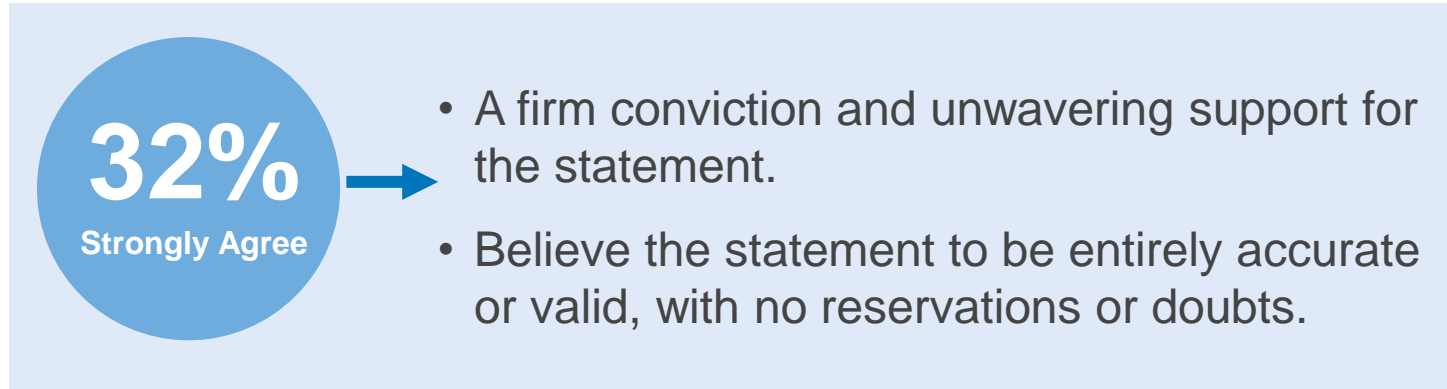 32%
Strongly Agree
• A firm conviction and unwavering support for
the statement.
• Believe the statement to be entirely accurate
or valid, with no reservations or doubts.